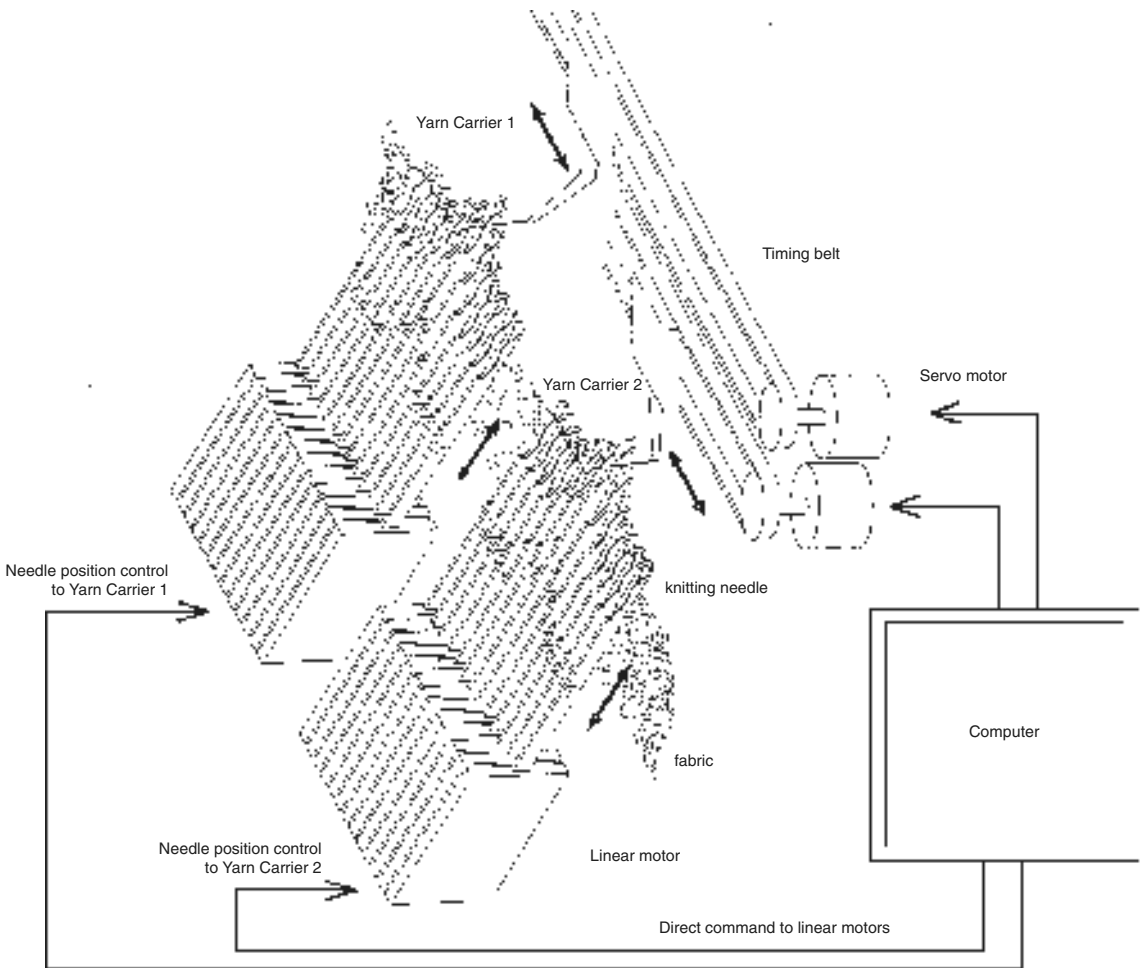 Yarn Carrier 1
Timing belt
Servo motor
Yarn Carrier 2
Needle position control
to Yarn Carrier 1
knitting needle
Computer
fabric
Needle position control
to Yarn Carrier 2
Linear motor
Direct command to linear motors